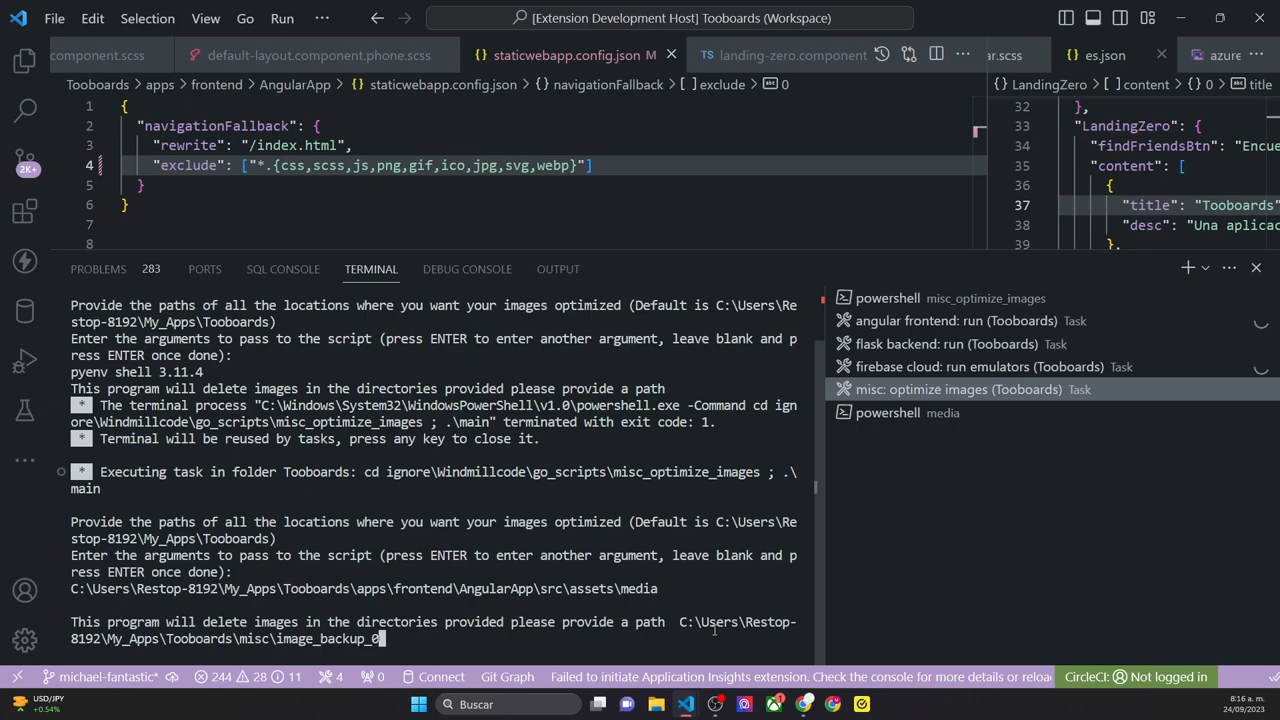 File Edit Selection View Go Run ··· [Extension Development Host] Tooboards (Workspace)
component.scss default-layout.component.phone.scss staticwebapp.config.json M landing-zero.component ar.scss es.json azure
Tooboards > apps > frontend > AngularApp > staticwebapp.config.json > {} navigationFallback > [ ] exclude > abc 0 {} LandingZero > [ ] content > {} 0 > abc title
1 {
2 "navigationFallback": {
3 "rewrite": "/index.html",
4 "exclude": ["*.{css,scss,js,png,gif,ico,jpg,svg,webp}"]
5 }
6 }
7
8
32 },
33 "LandingZero": {
34 "findFriendsBtn": "Encue
35 "content": [
36 {
37 "title": "Tooboards"
38 "desc": "Una aplicac
39 },
2K+
PROBLEMS 283 PORTS SQL CONSOLE TERMINAL DEBUG CONSOLE OUTPUT
Provide the paths of all the locations where you want your images optimized (Default is C:\Users\Re
stop-8192\My_Apps\Tooboards)
Enter the arguments to pass to the script (press ENTER to enter another argument, leave blank and p
ress ENTER once done):
pyenv shell 3.11.4
This program will delete images in the directories provided please provide a path
* The terminal process "C:\Windows\System32\WindowsPowerShell\v1.0\powershell.exe -Command cd ign
ore\Windmillcode\go_scripts\misc_optimize_images ; .\main" terminated with exit code: 1.
* Terminal will be reused by tasks, press any key to close it.
* Executing task in folder Tooboards: cd ignore\Windmillcode\go_scripts\misc_optimize_images ; .\
main
Provide the paths of all the locations where you want your images optimized (Default is C:\Users\Re
stop-8192\My_Apps\Tooboards)
Enter the arguments to pass to the script (press ENTER to enter another argument, leave blank and p
ress ENTER once done):
C:\Users\Restop-8192\My_Apps\Tooboards\apps\frontend\AngularApp\src\assets\media
This program will delete images in the directories provided please provide a path C:\Users\Restop-
8192\My_Apps\Tooboards\misc\image_backup_0
powershell misc_optimize_images
angular frontend: run (Tooboards) Task
flask backend: run (Tooboards) Task
firebase cloud: run emulators (Tooboards) Task
misc: optimize images (Tooboards) Task
powershell media
michael-fantastic* 244 28 11 4 0 Connect Git Graph Failed to initiate Application Insights extension. Check the console for more details or reloa CircleCI: Not logged in
USD/JPY
+0.54%
Buscar
8:16 a. m.
24/09/2023